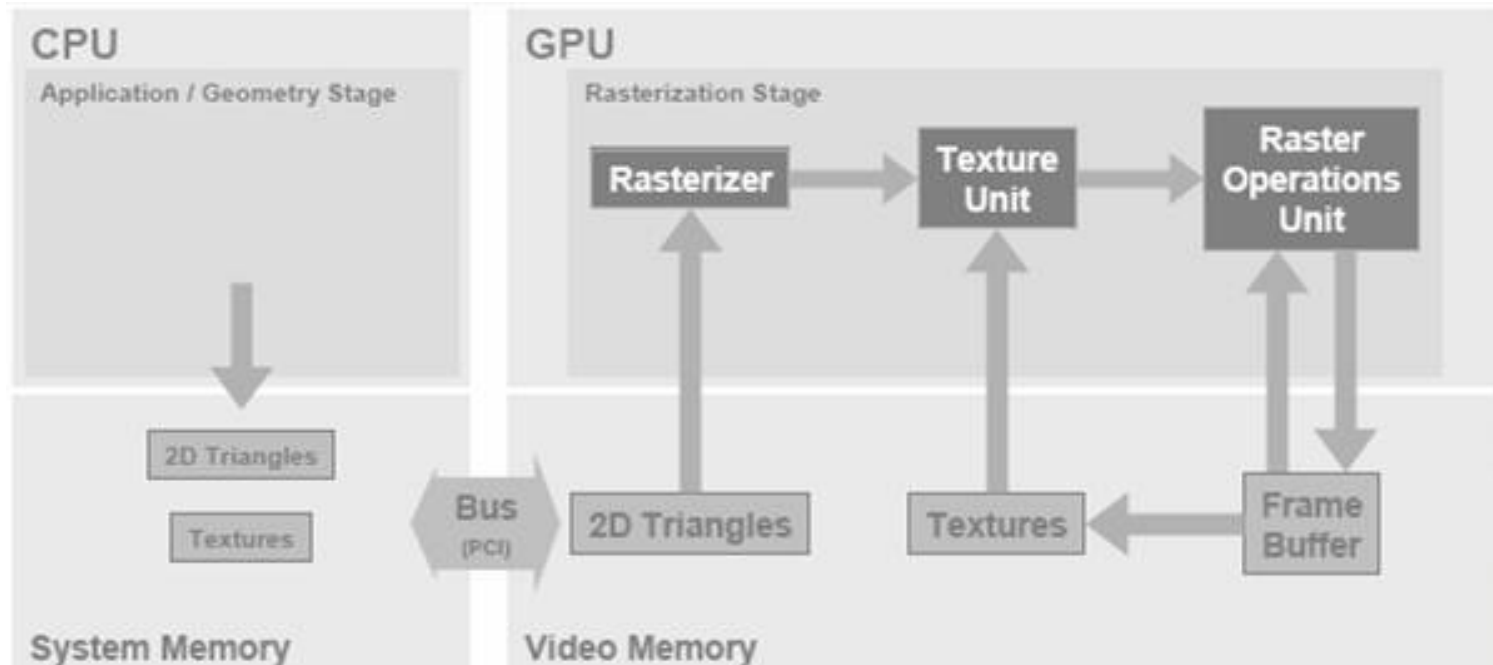 CPU
Application / Geometry Stage
2D Triangles
Textures
System Memory
Bus
(PCI)
GPU
Rasterization Stage
Rasterizer
Texture
Unit
Raster
Operations
Unit
2D Triangles
Textures
Frame
Buffer
Video Memory